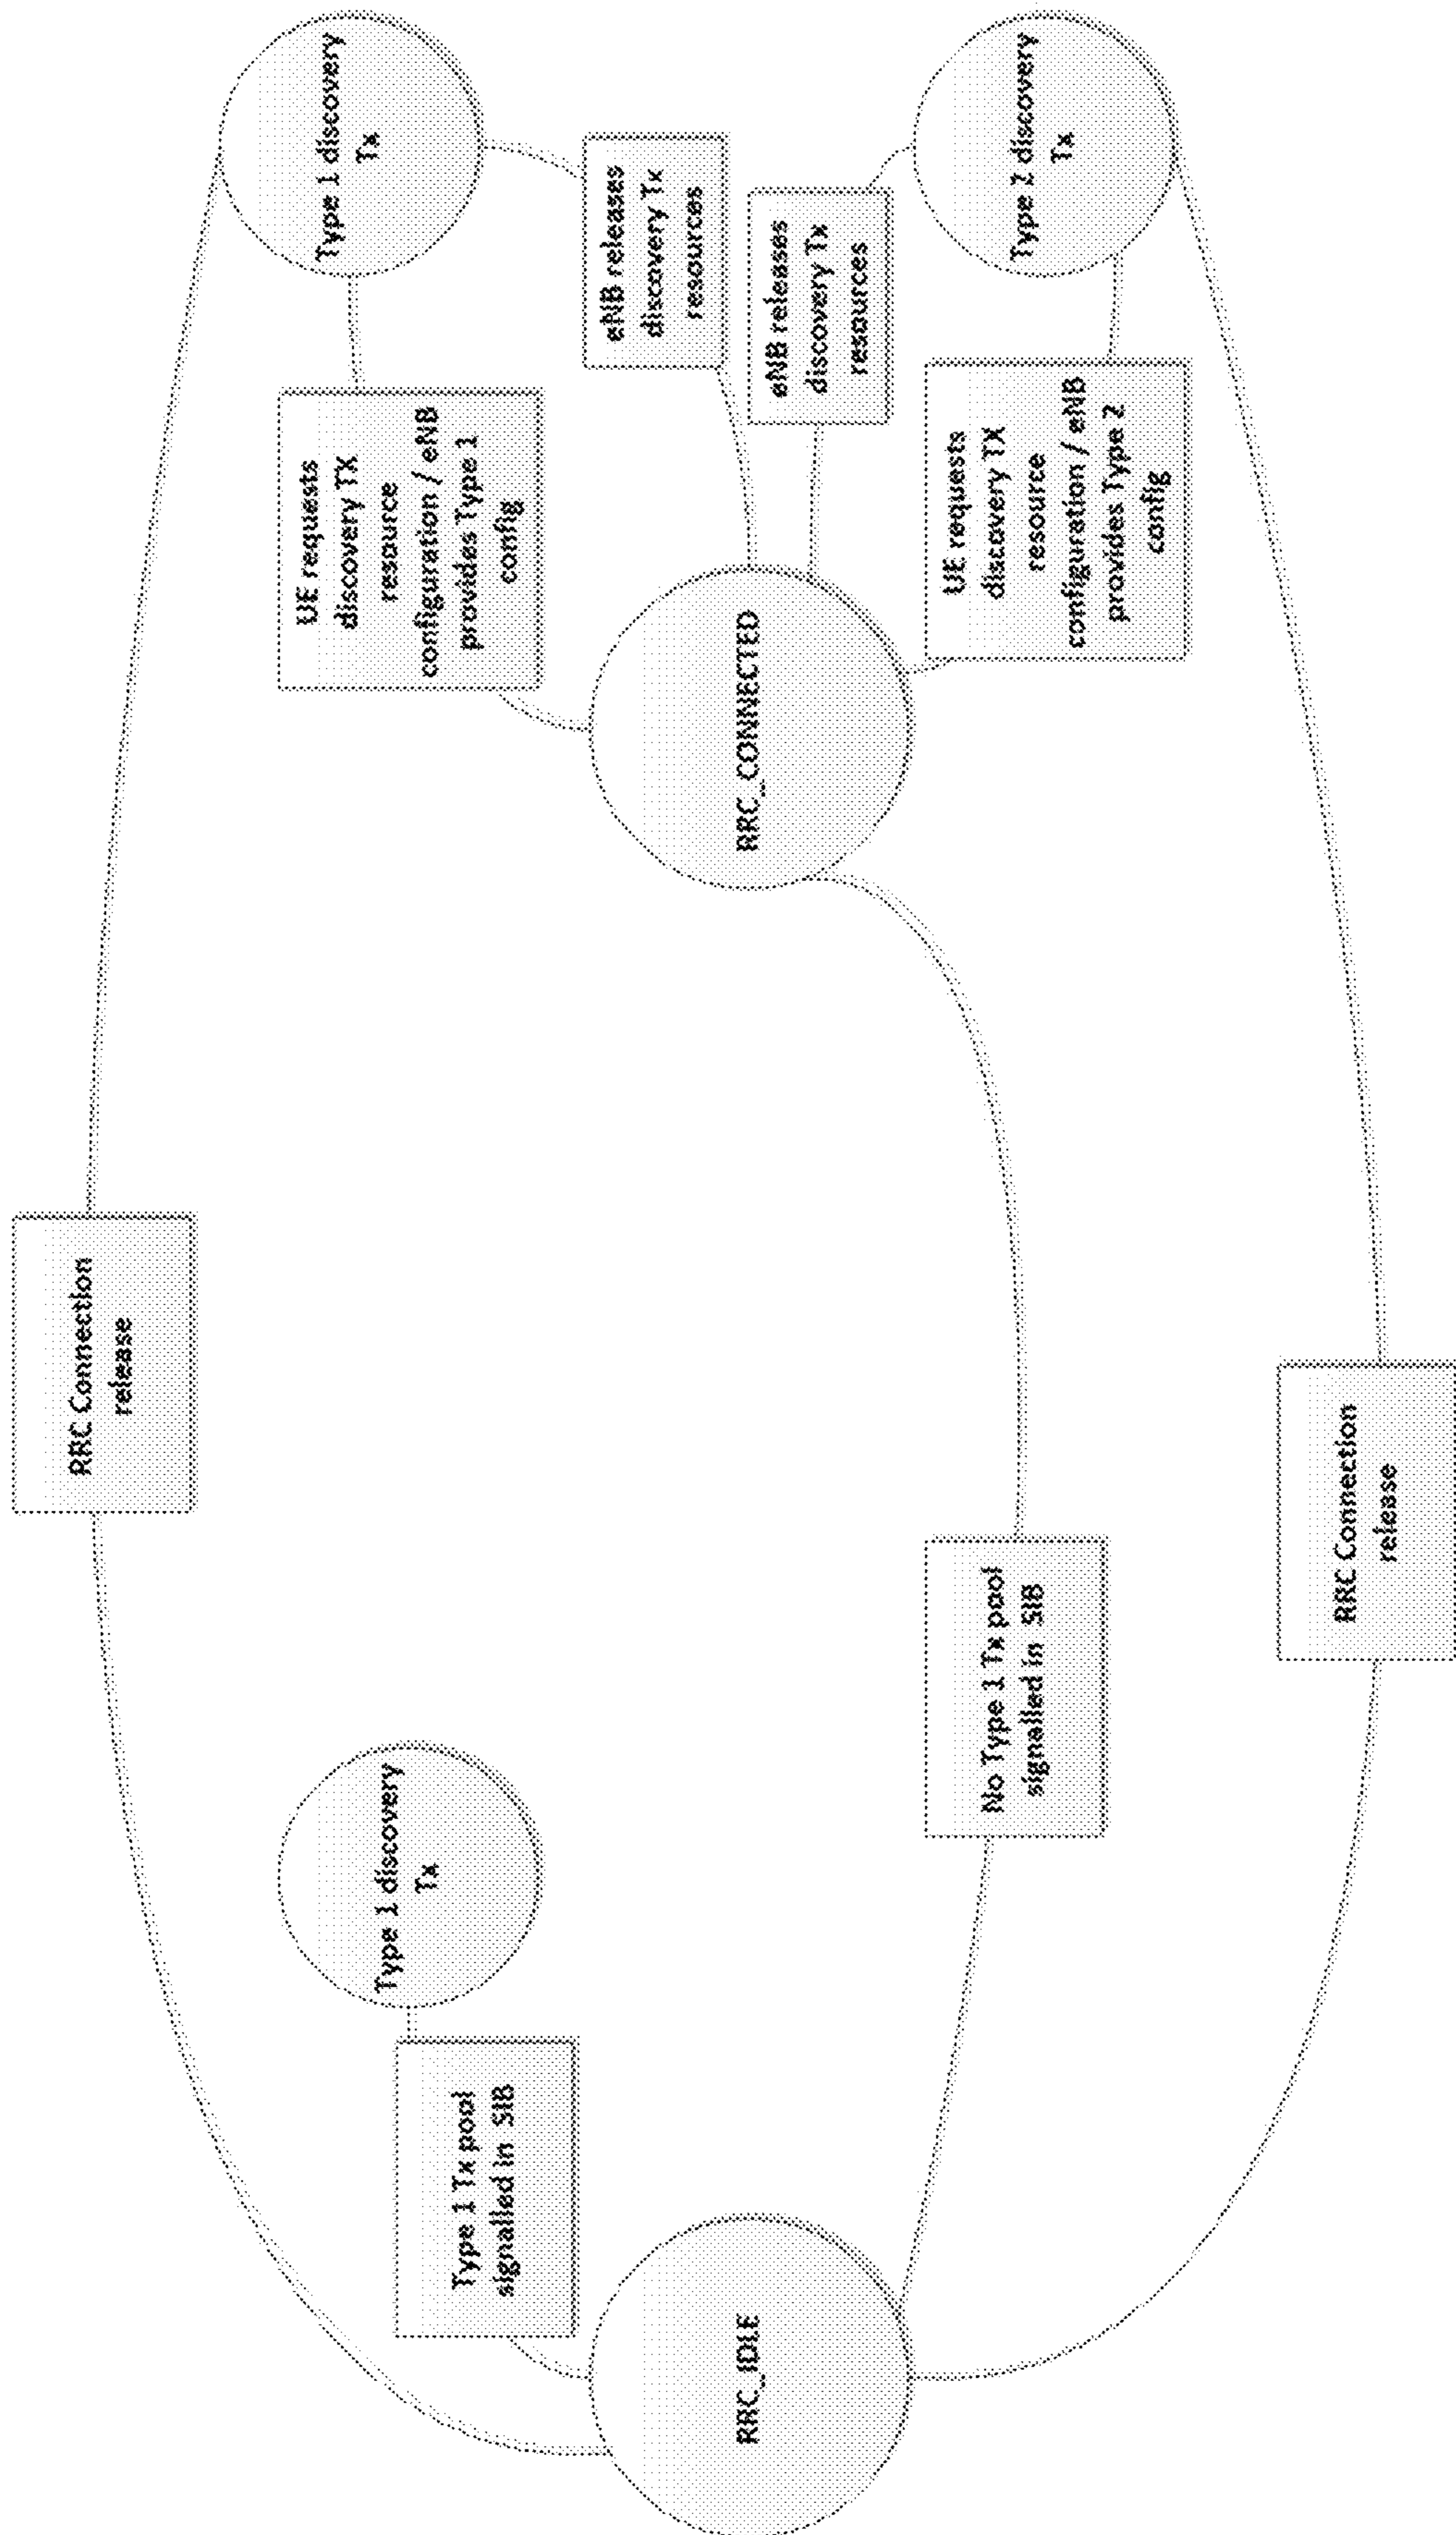 RRC Connection
release
Type 1 discovery
Tx
Type 1 discovery
Tx
Type 1 Tx pool
signalled in SIB
UE requests
discovery TX
resource
configuration / eNB
provides Type 1
config
eNB releases
discovery Tx
resources
RRC_IDLE
RRC_CONNECTED
eNB releases
discovery Tx
resources
No Type 1 Tx pool
signalled in SIB
UE requests
discovery TX
resource
configuration / eNB
provides Type 2
config
Type 2 discovery
Tx
RRC Connection
release